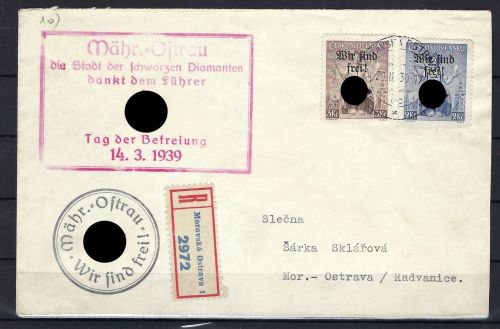 10)
Mähr.-Ostrau
die Stadt der schwarzen Diamanten
dankt dem Führer
Tag der Befreiung
14. 3. 1939
ČESKOSLOVENSKO
Wir sind
frei!
ČESKOSLOVENSKO
Wir sind
frei!
Mähr.-Ostrau
Wir sind frei!
R
Moravská Ostrava 1
2972
Slečna
Šárka Sklářová
Mor.- Ostrava / Radvanice.